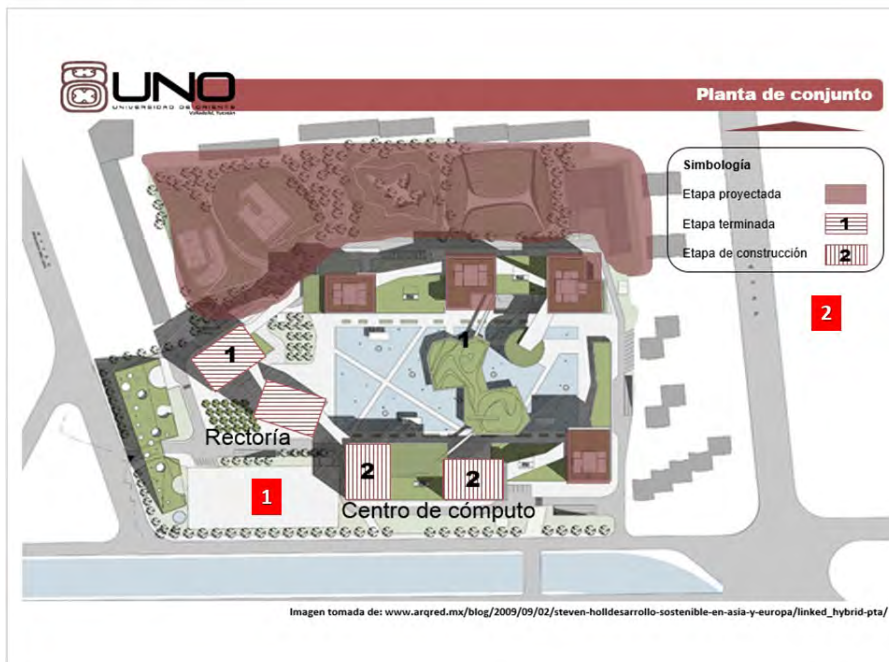 UNO
UNIVERSIDAD DE ORIENTE
Valladolid, Yucatán
Planta de conjunto
Simbología
Etapa proyectada
Etapa terminada
1
Etapa de construcción
2
2
1
1
Rectoría
2
2
1
Centro de cómputo
Imagen tomada de: www.arqred.mx/blog/2009/09/02/steven-holldesarrollo-sostenible-en-asia-y-europa/linked_hybrid-pta/